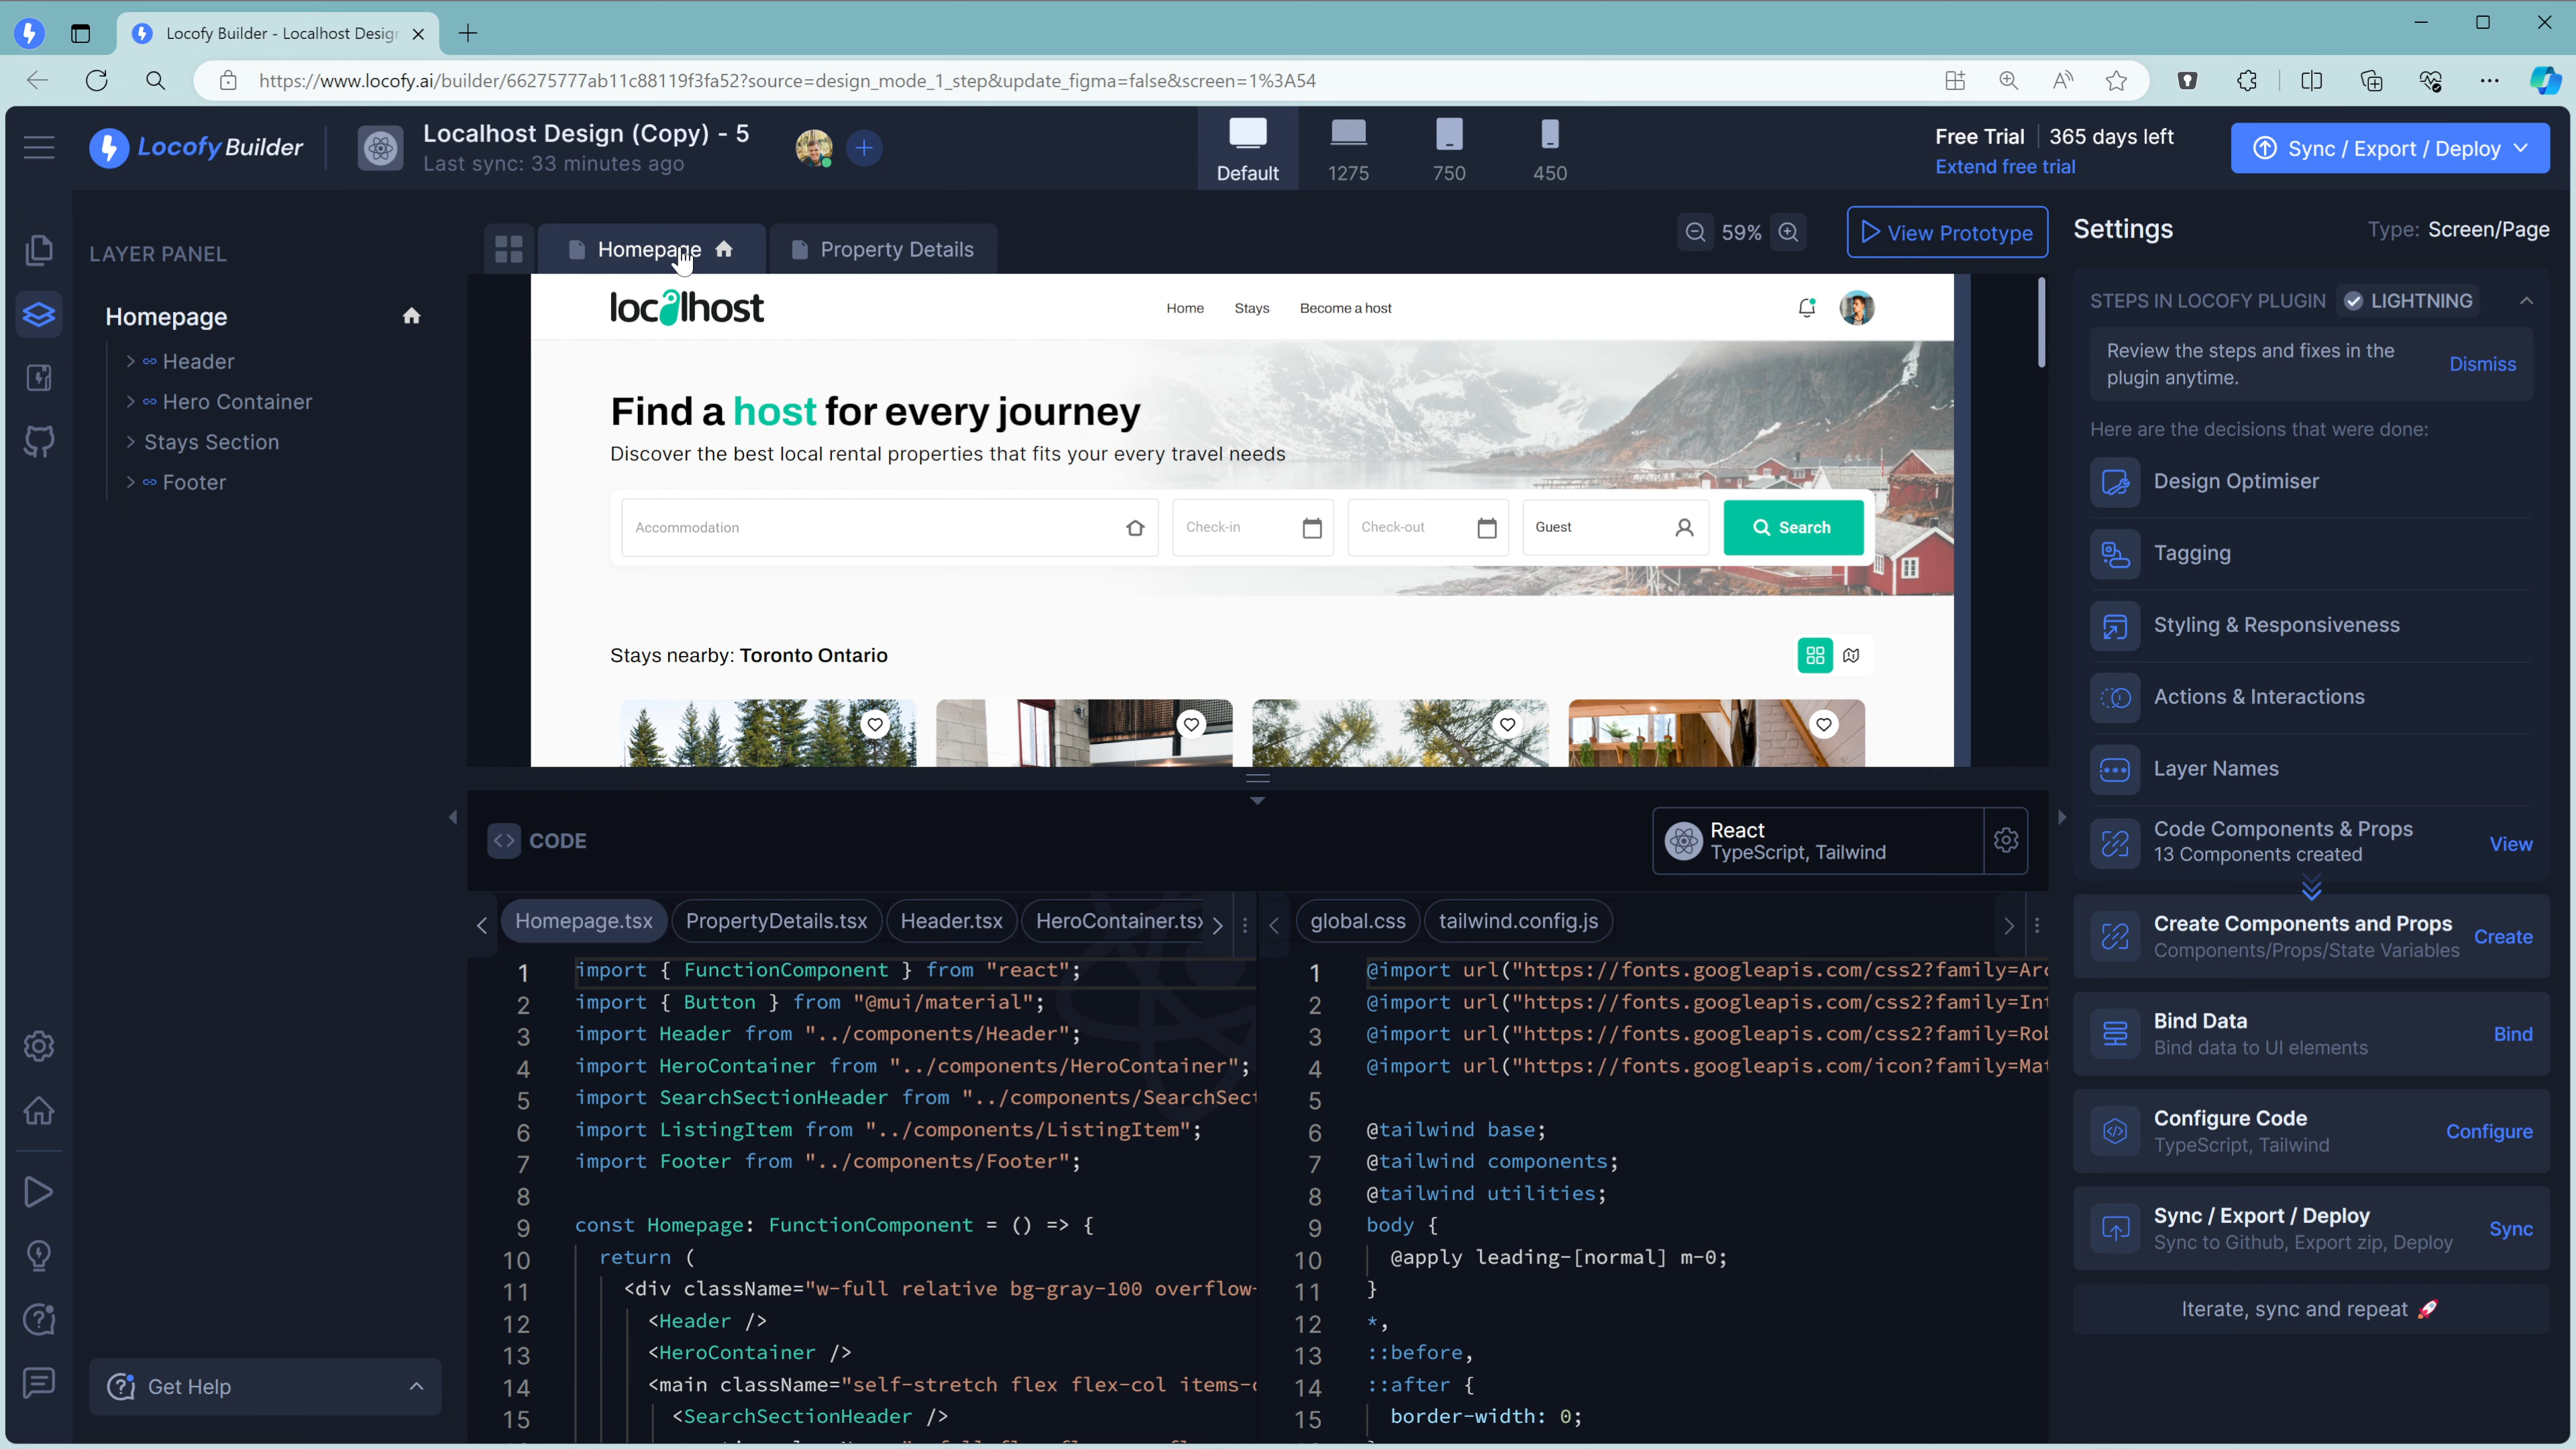 Locofy Builder - Localhost Desig
https://www.locofy.ai/builder/66275777ab11c88119f3fa52?source=design_mode_1_step&update_figma=false&screen=1%3A54
Locofy Builder
Localhost Design (Copy) - 5
Last sync: 33 minutes ago
Default
1275
750
450
Free Trial
365 days left
Extend free trial
Sync / Export / Deploy
LAYER PANEL
Homepage
Header
Hero Container
Stays Section
Footer
Get Help
Homepage
Property Details
59%
View Prototype
localhost
Home
Stays
Become a host
Find a host for every journey
Discover the best local rental properties that fits your every travel needs
Accommodation
Check-in
Check-out
Guest
Search
Stays nearby: Toronto Ontario
CODE
React
TypeScript, Tailwind
Homepage.tsx
PropertyDetails.tsx
Header.tsx
HeroContainer.tsx
1 import { FunctionComponent } from "react";
2 import { Button } from "@mui/material";
3 import Header from "../components/Header";
4 import HeroContainer from "../components/HeroContainer";
5 import SearchSectionHeader from "../components/SearchSect
6 import ListingItem from "../components/ListingItem";
7 import Footer from "../components/Footer";
8
9 const Homepage: FunctionComponent = () => {
10 return (
11 <div className="w-full relative bg-gray-100 overflow-
12 <Header />
13 <HeroContainer />
14 <main className="self-stretch flex flex-col items-c
15 <SearchSectionHeader />
global.css
tailwind.config.js
1 @import url("https://fonts.googleapis.com/css2?family=Arc
2 @import url("https://fonts.googleapis.com/css2?family=Int
3 @import url("https://fonts.googleapis.com/css2?family=Rob
4 @import url("https://fonts.googleapis.com/icon?family=Mat
5
6 @tailwind base;
7 @tailwind components;
8 @tailwind utilities;
9 body {
10 @apply leading-[normal] m-0;
11 }
12 *,
13 ::before,
14 ::after {
15 border-width: 0;
Settings
Type: Screen/Page
STEPS IN LOCOFY PLUGIN
LIGHTNING
Review the steps and fixes in the
plugin anytime.
Dismiss
Here are the decisions that were done:
Design Optimiser
Tagging
Styling & Responsiveness
Actions & Interactions
Layer Names
Code Components & Props
13 Components created
View
Create Components and Props
Components/Props/State Variables
Create
Bind Data
Bind data to UI elements
Bind
Configure Code
TypeScript, Tailwind
Configure
Sync / Export / Deploy
Sync to Github, Export zip, Deploy
Sync
Iterate, sync and repeat 🚀